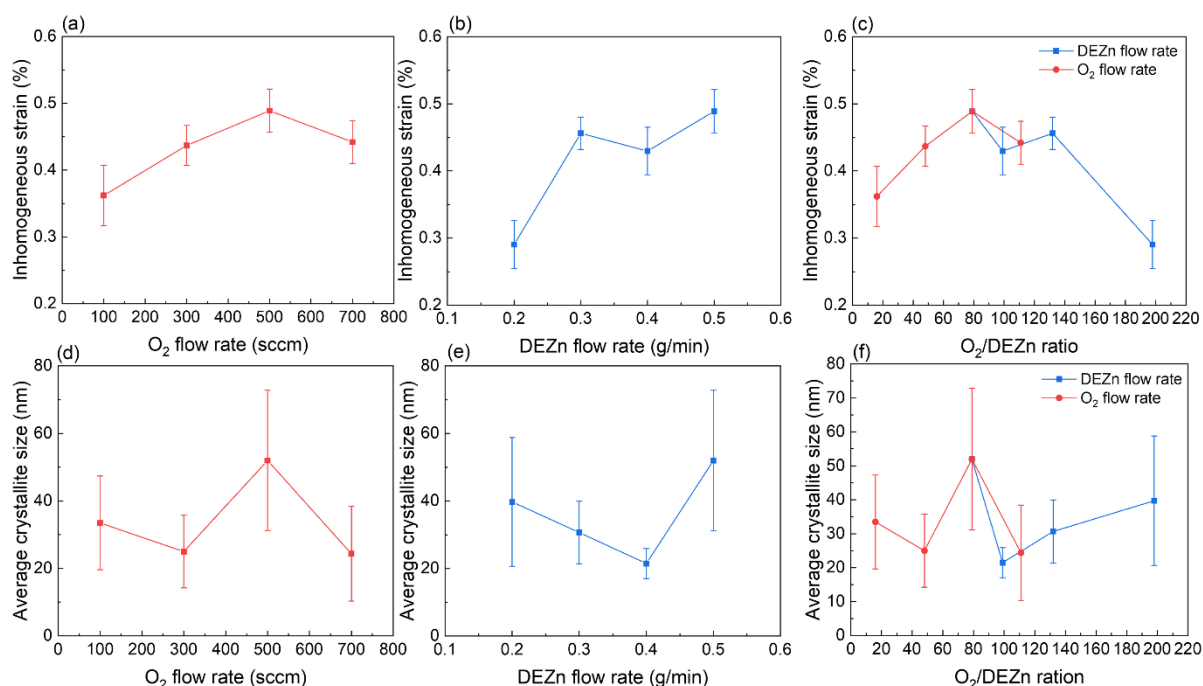 (a)
0.6
0.5
0.4
0.3
0.2
Inhomogeneous strain (%)
0 100 200 300 400 500 600 700 800
O₂ flow rate (sccm)
(b)
0.6
0.5
0.4
0.3
0.2
Inhomogeneous strain (%)
0.1 0.2 0.3 0.4 0.5 0.6
DEZn flow rate (g/min)
(c)
DEZn flow rate
O₂ flow rate
0.6
0.5
0.4
0.3
0.2
Inhomogeneous strain (%)
0 20 40 60 80 100 120 140 160 180 200 220
O₂/DEZn ratio
(d)
80
60
40
20
0
Average crystallite size (nm)
0 100 200 300 400 500 600 700 800
O₂ flow rate (sccm)
(e)
80
60
40
20
0
Average crystallite size (nm)
0.1 0.2 0.3 0.4 0.5 0.6
DEZn flow rate (g/min)
(f)
DEZn flow rate
O₂ flow rate
80
70
60
50
40
30
20
10
0
Average crystallite size (nm)
0 20 40 60 80 100 120 140 160 180 200 220
O₂/DEZn ration